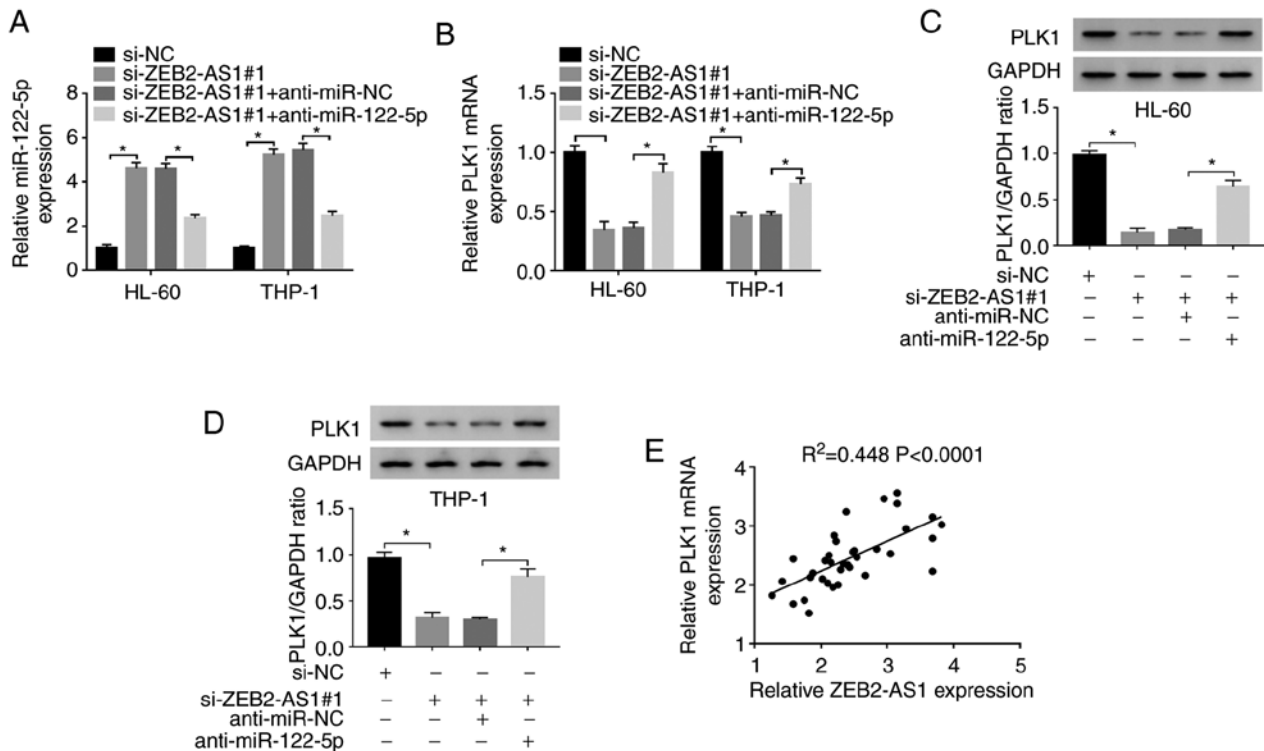 A
si-NC
si-ZEB2-AS1#1
si-ZEB2-AS1#1+anti-miR-NC
si-ZEB2-AS1#1+anti-miR-122-5p
Relative miR-122-5p
expression
8
6
4
2
0
* * * *
HL-60 THP-1
B
si-NC
si-ZEB2-AS1#1
si-ZEB2-AS1#1+anti-miR-NC
si-ZEB2-AS1#1+anti-miR-122-5p
Relative PLK1 mRNA
expression
1.5
1.0
0.5
0.0
* * *
HL-60 THP-1
C
PLK1
GAPDH
HL-60
PLK1/GAPDH ratio
1.5
1.0
0.5
0.0
* *
si-NC + – – –
si-ZEB2-AS1#1 – + + +
anti-miR-NC – – + –
anti-miR-122-5p – – – +
D
PLK1
GAPDH
THP-1
PLK1/GAPDH ratio
1.5
1.0
0.5
0.0
* *
si-NC + – – –
si-ZEB2-AS1#1 – + + +
anti-miR-NC – – + –
anti-miR-122-5p – – – +
E
R²=0.448 P<0.0001
Relative PLK1 mRNA
expression
4
3
2
1
1 2 3 4 5
Relative ZEB2-AS1 expression